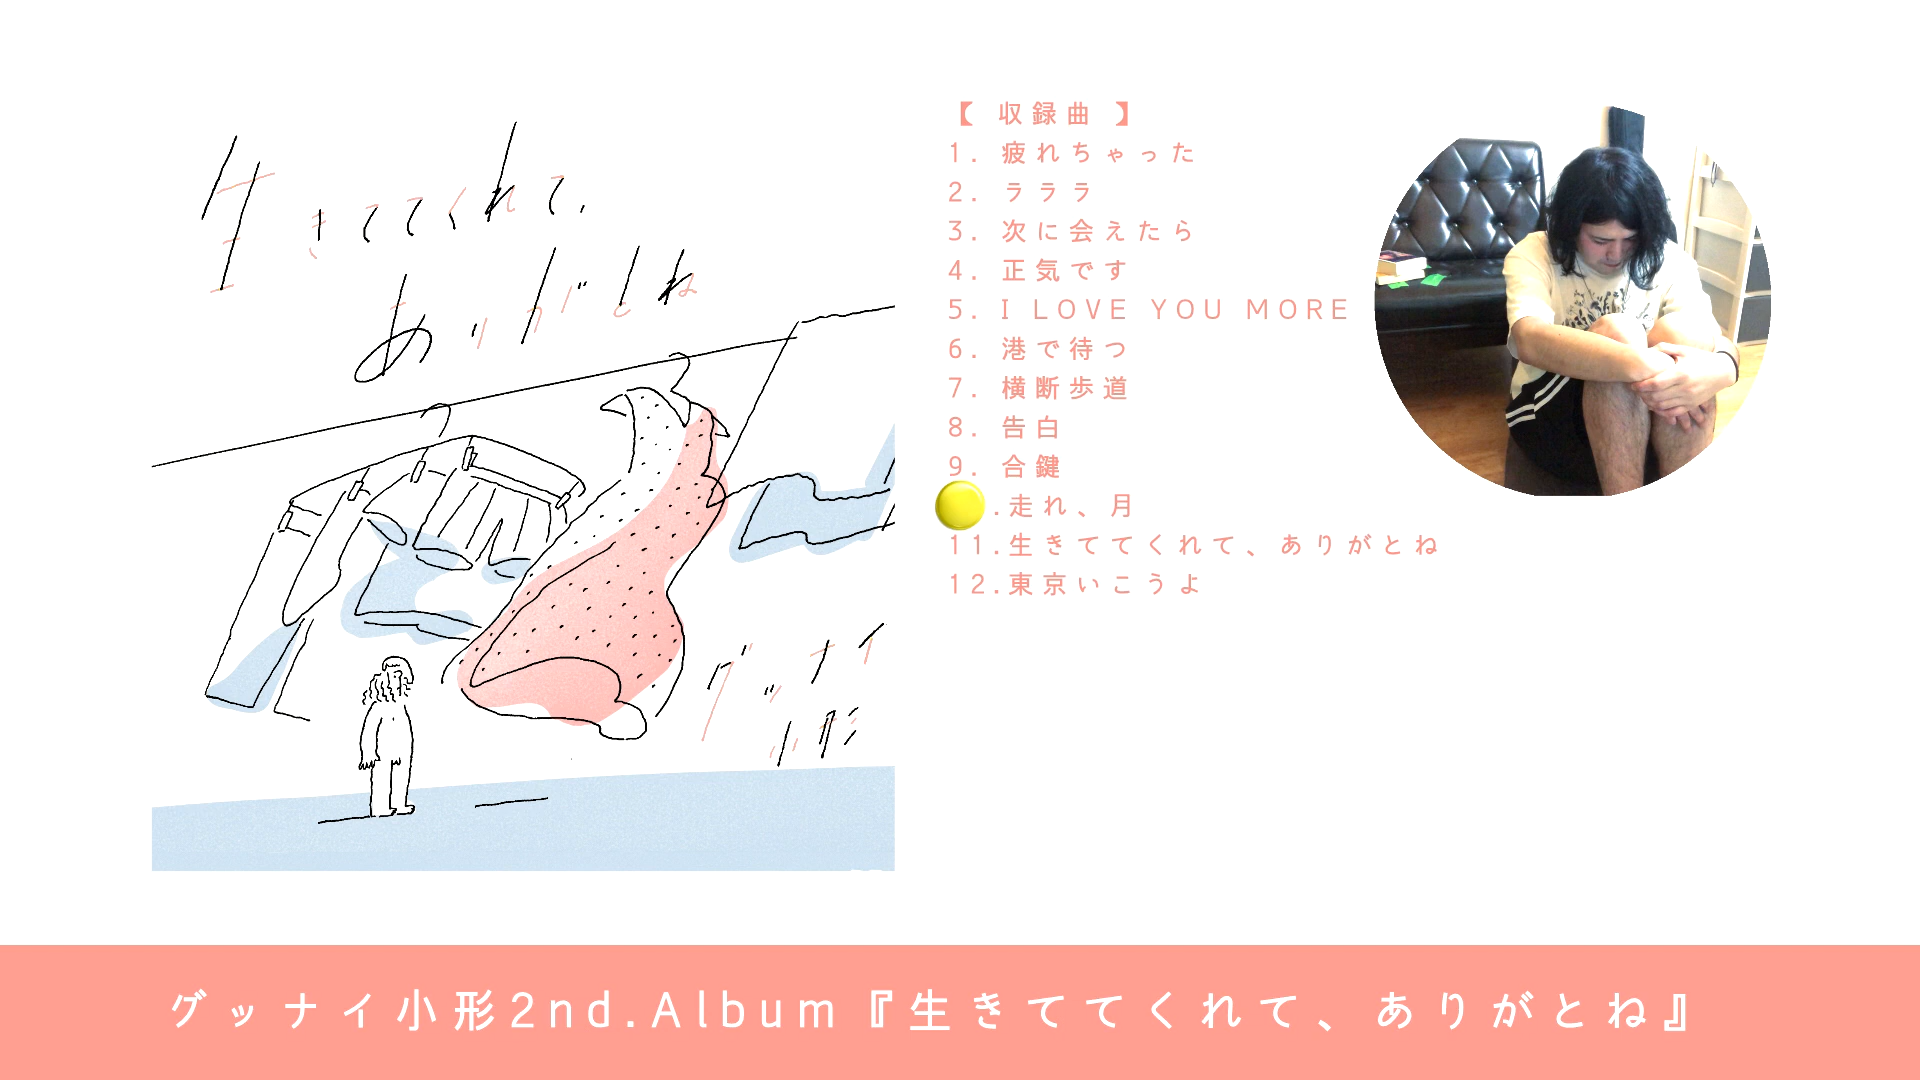 生きててくれて、
ありがとね
グッナイ
小形
【 収録曲 】
1. 疲れちゃった
2. ラララ
3. 次に会えたら
4. 正気です
5. I LOVE YOU MORE
6. 港で待つ
7. 横断歩道
8. 告白
9. 合鍵
.走れ、月
11.生きててくれて、ありがとね
12.東京いこうよ
グッナイ小形2nd.Album『生きててくれて、ありがとね』